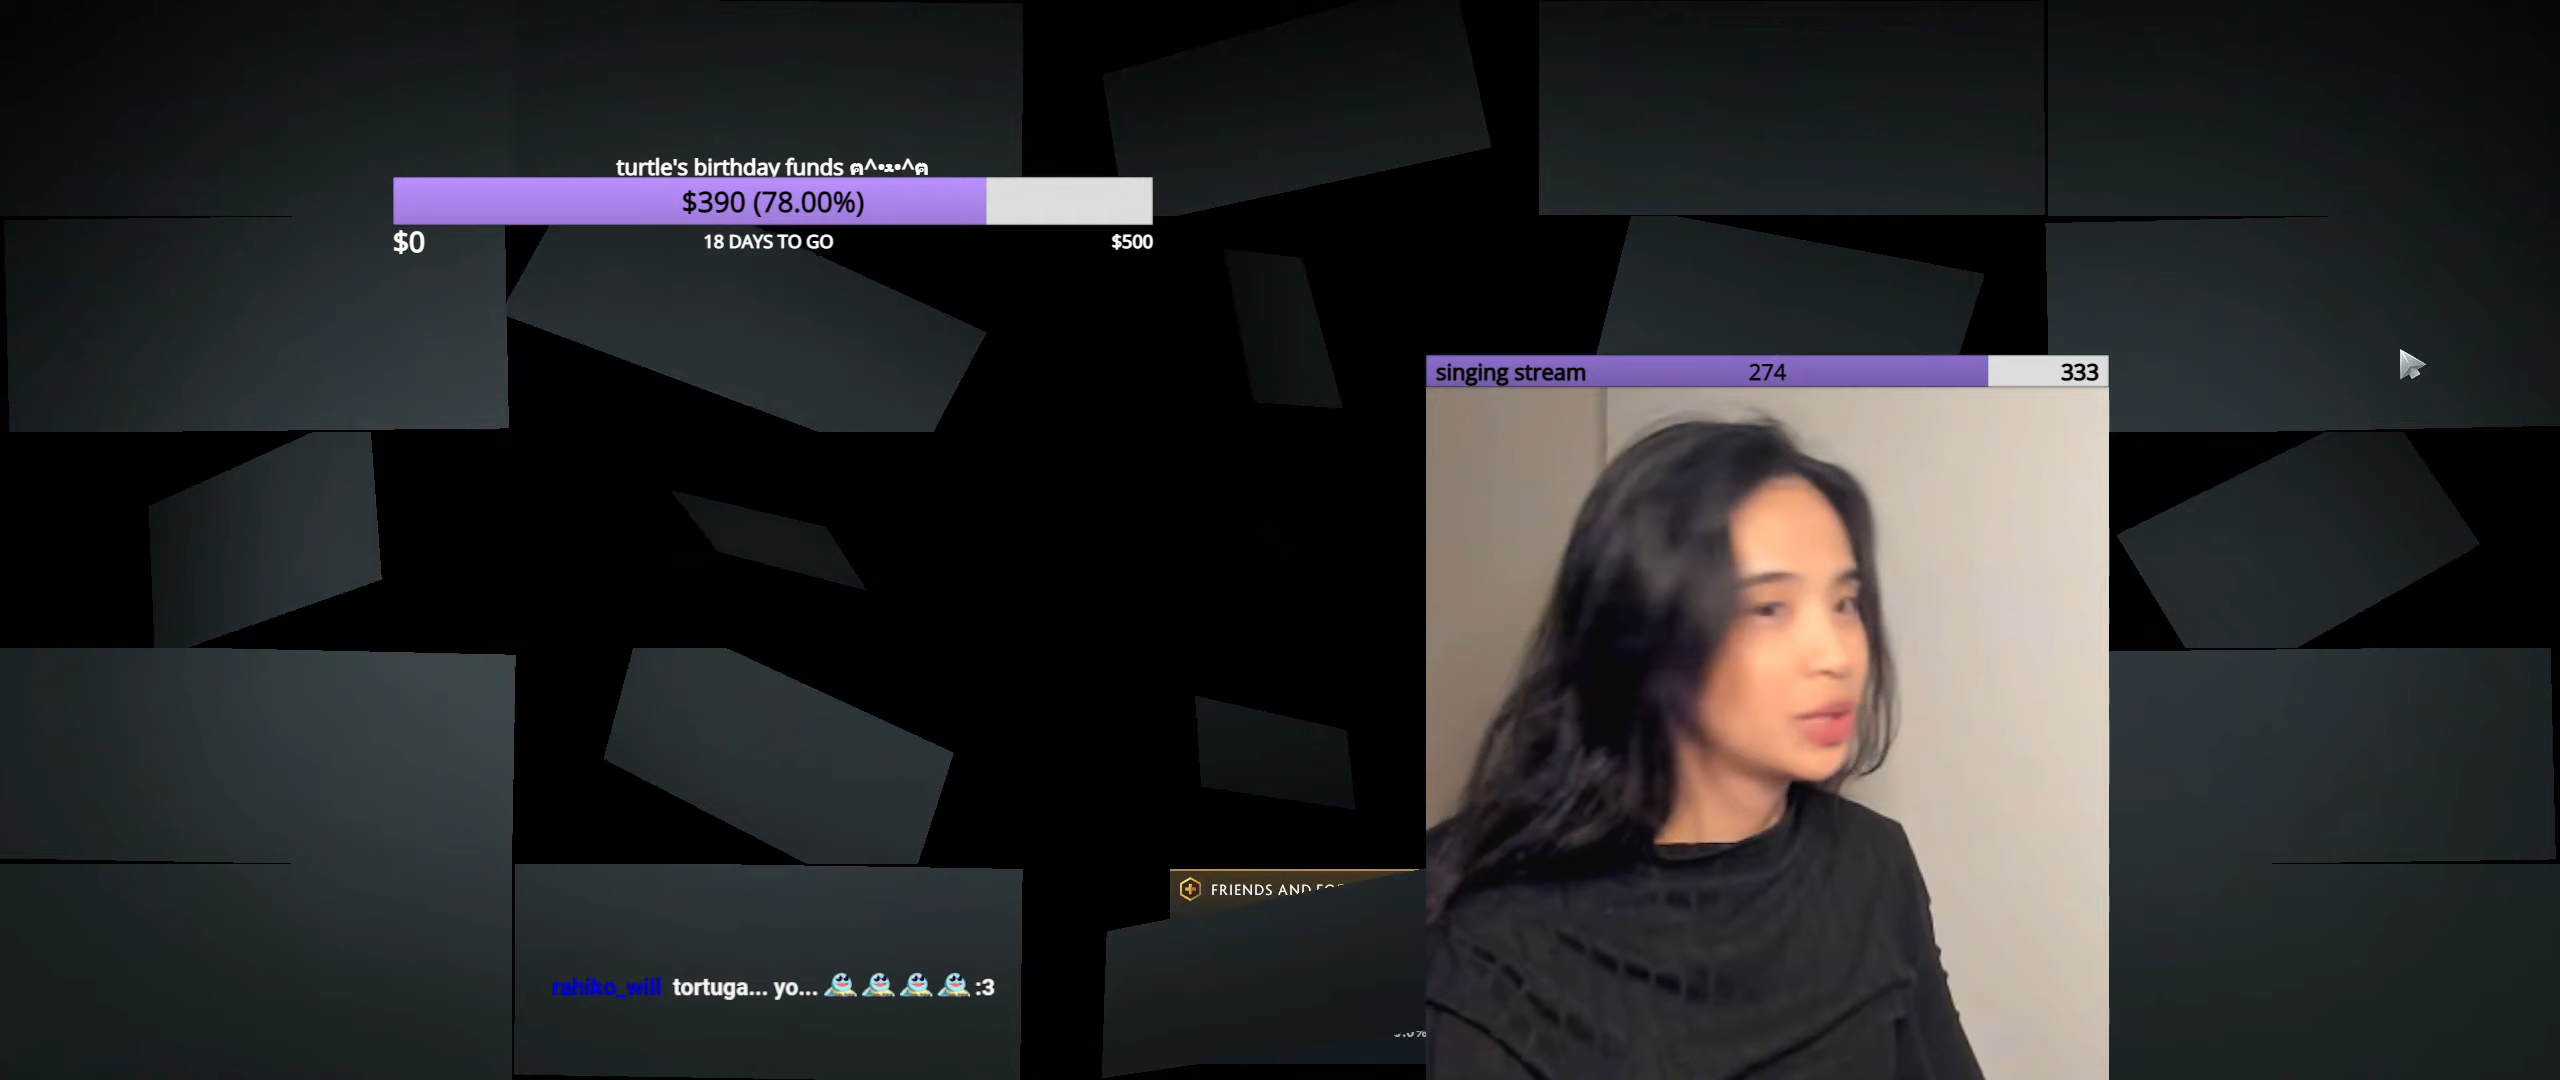 turtle's birthday funds ฅ^•ﻌ•^ฅ
$390 (78.00%)
$0 18 DAYS TO GO $500
singing stream 274 333
FRIENDS AND
rahiko_will tortuga... yo... :3